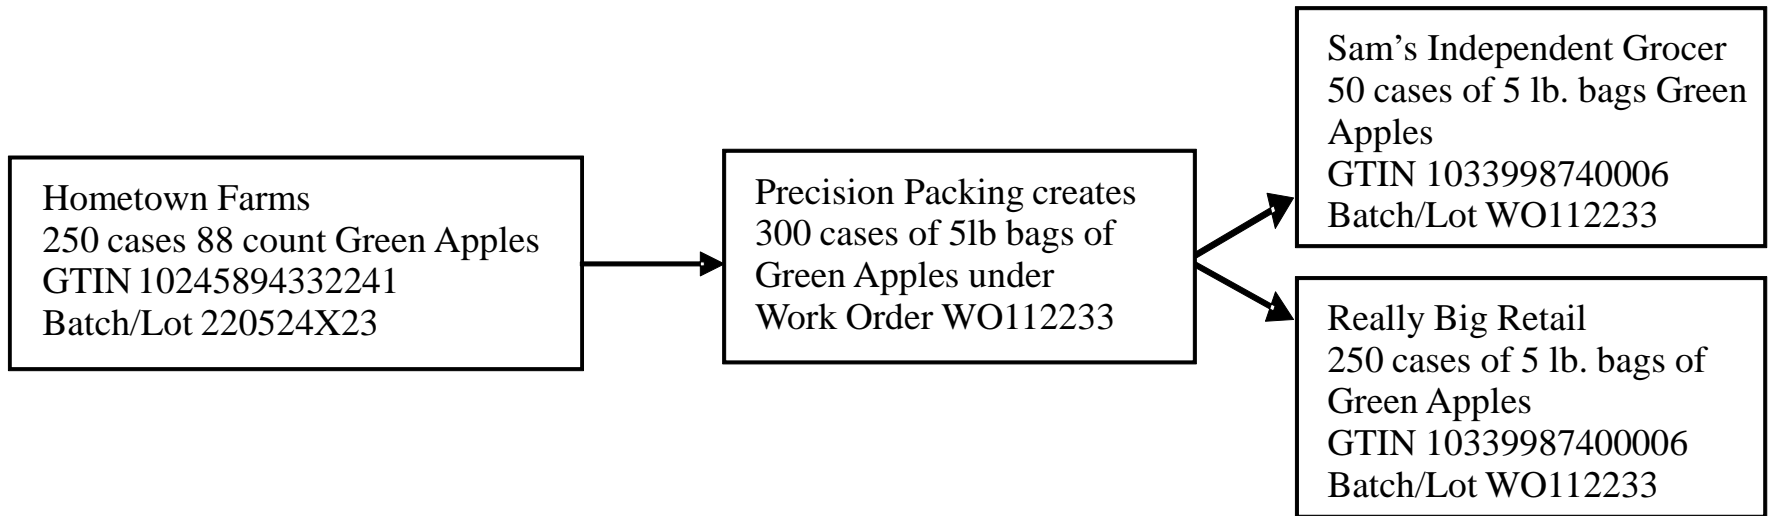 Hometown Farms
250 cases 88 count Green Apples
GTIN 10245894332241
Batch/Lot 220524X23
Precision Packing creates
300 cases of 5lb bags of
Green Apples under
Work Order WO112233
Sam’s Independent Grocer
50 cases of 5 lb. bags Green
Apples
GTIN 1033998740006
Batch/Lot WO112233
Really Big Retail
250 cases of 5 lb. bags of
Green Apples
GTIN 10339987400006
Batch/Lot WO112233